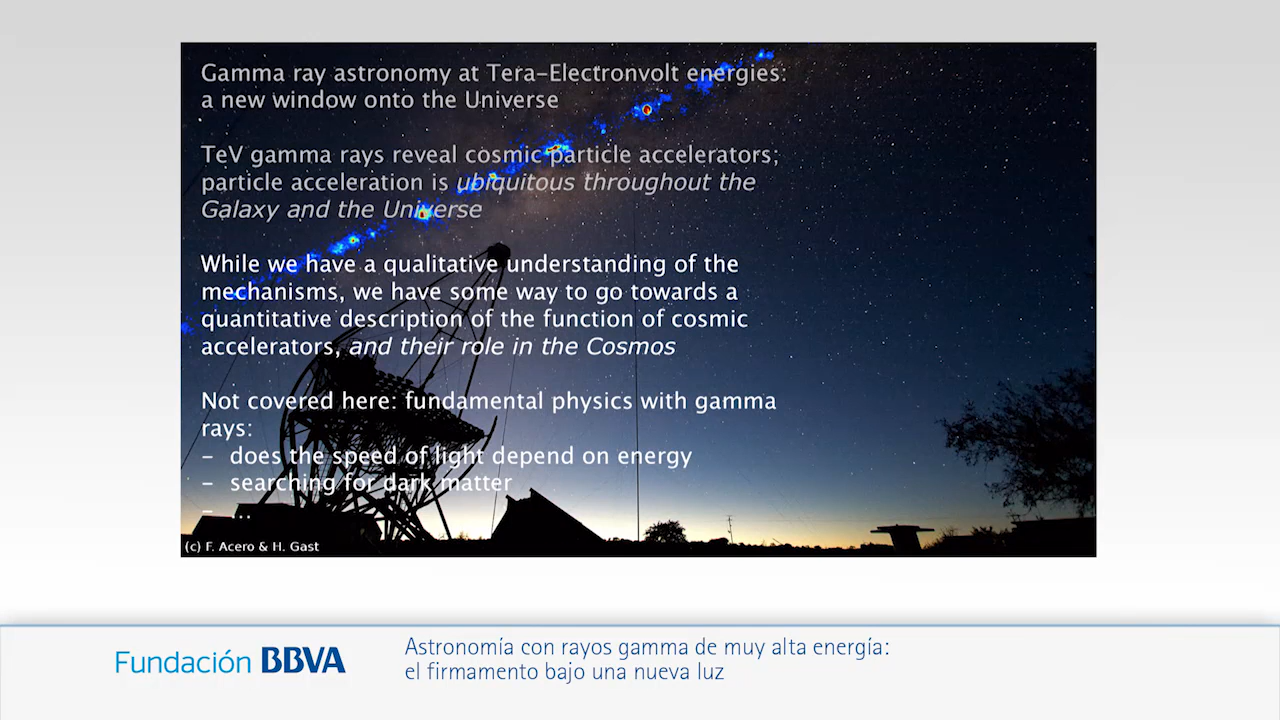 Gamma ray astronomy at Tera-Electronvolt energies:
a new window onto the Universe
TeV gamma rays reveal cosmic particle accelerators;
particle acceleration is ubiquitous throughout the
Galaxy and the Universe
While we have a qualitative understanding of the
mechanisms, we have some way to go towards a
quantitative description of the function of cosmic
accelerators, and their role in the Cosmos
Not covered here: fundamental physics with gamma
rays:
- does the speed of light depend on energy
- searching for dark matter
- ...
(c) F. Acero & H. Gast
Fundación BBVA
Astronomía con rayos gamma de muy alta energía:
el firmamento bajo una nueva luz